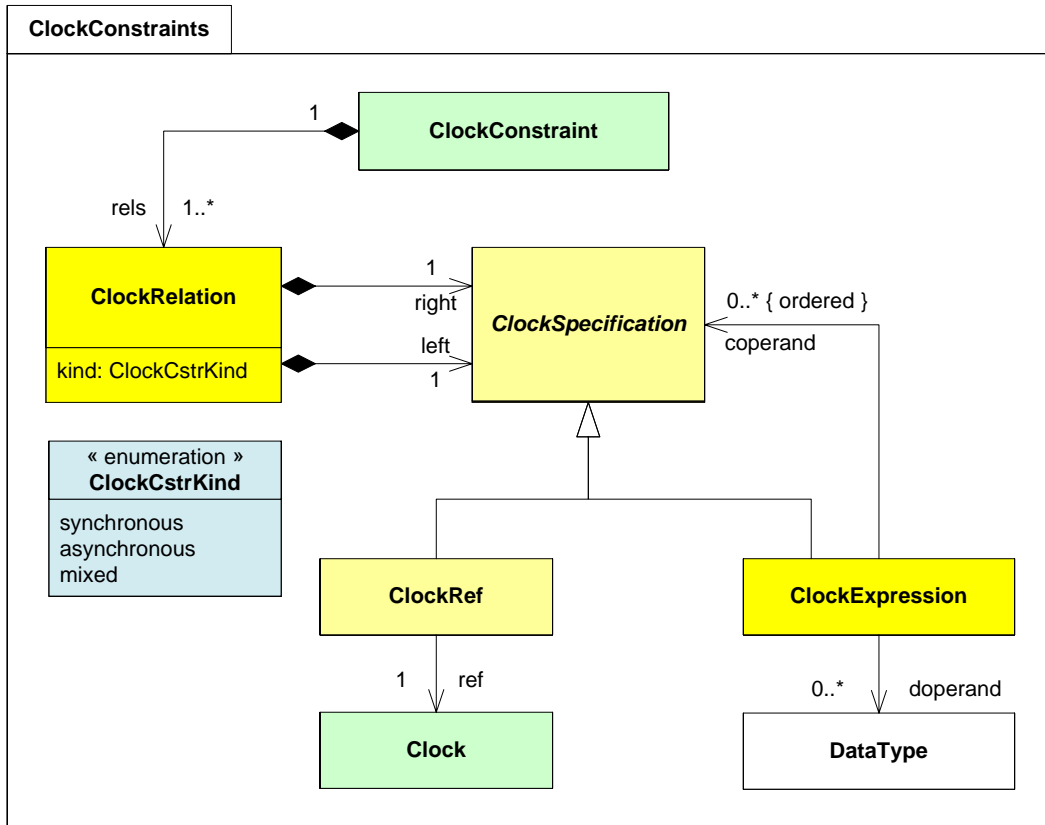 ClockConstraints
1
ClockConstraint
rels 1..*
ClockRelation
kind: ClockCstrKind
1
right
left
1
ClockSpecification
0..* { ordered }
coperand
« enumeration »
ClockCstrKind
synchronous
asynchronous
mixed
ClockRef
ClockExpression
1 ref
0..* doperand
Clock
DataType